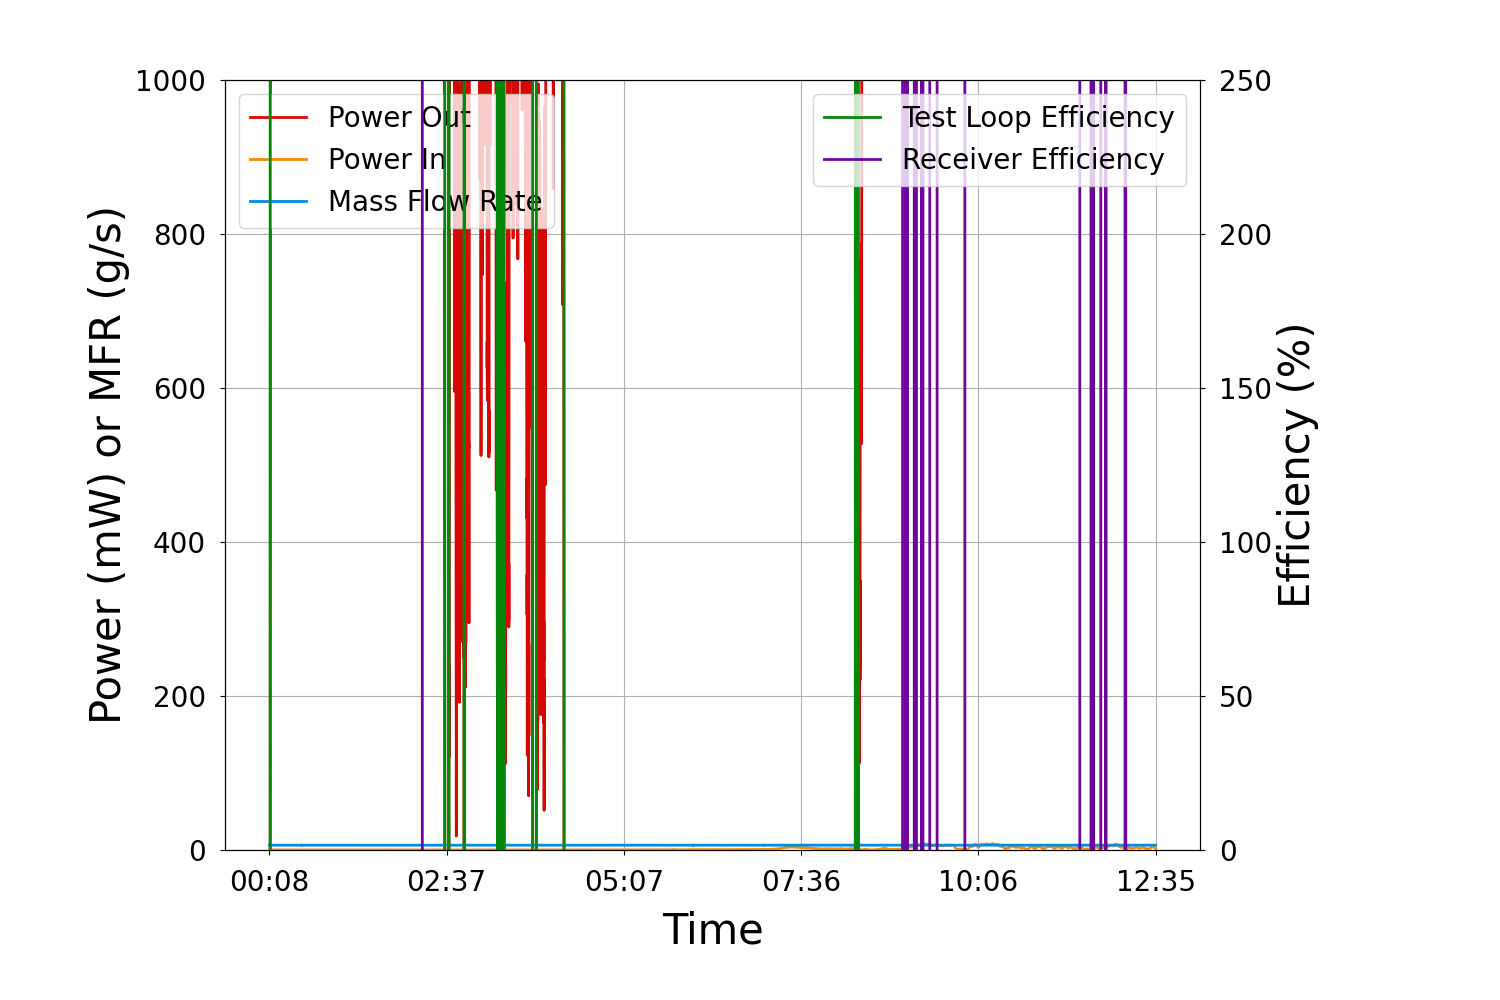 Power Out
Power In
Mass Flow Rate
Test Loop Efficiency
Receiver Efficiency
1000
800
600
400
200
0
Power (mW) or MFR (g/s)
250
200
150
100
50
0
Efficiency (%)
00:08 02:37 05:07 07:36 10:06 12:35
Time